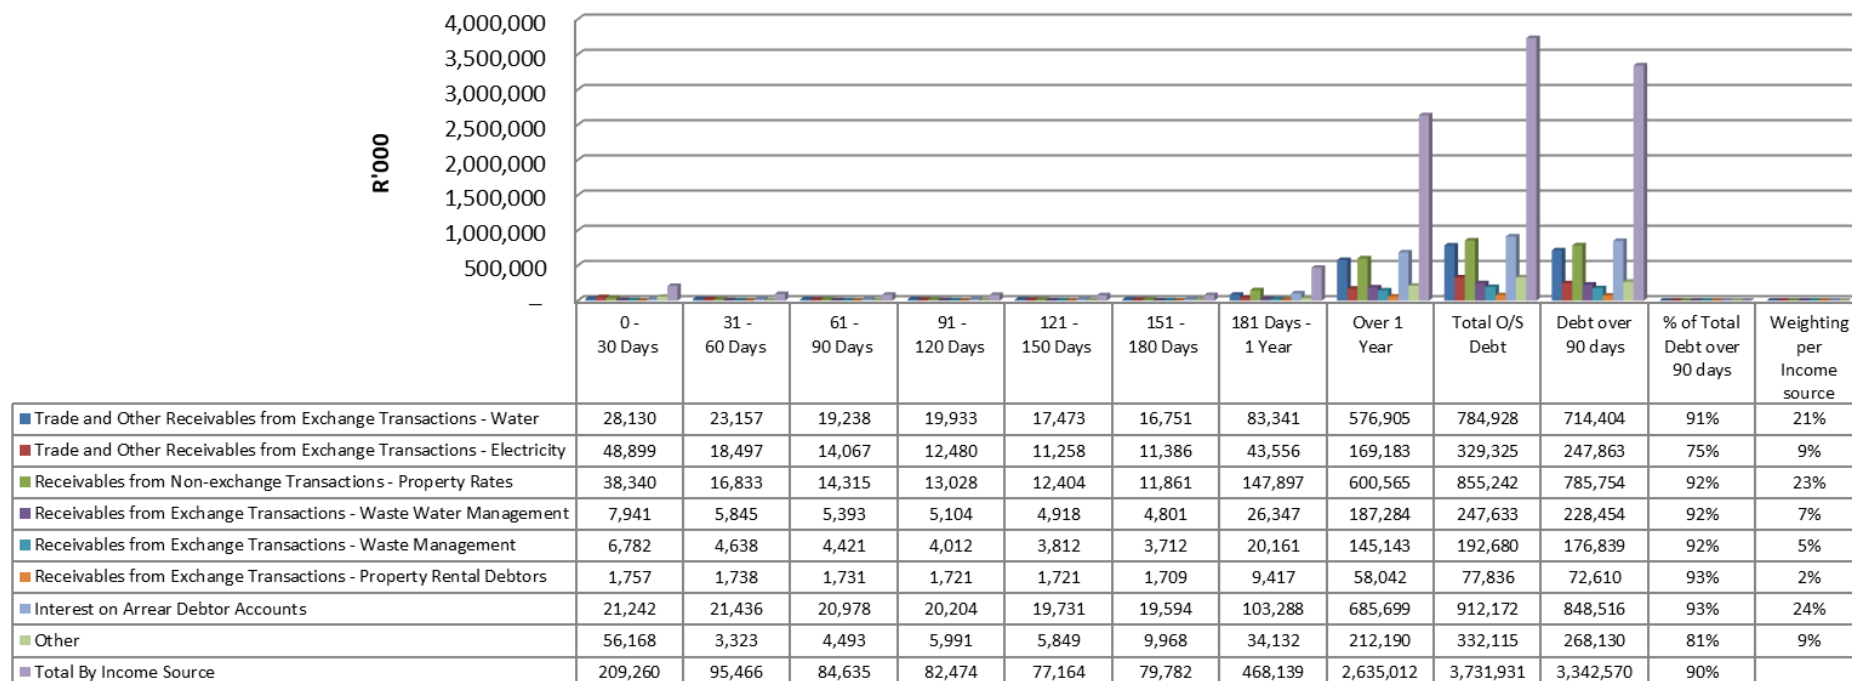 4,000,000
3,500,000
3,000,000
2,500,000
2,000,000
1,500,000
1,000,000
500,000
–
R'000
0 - 30 Days
31 - 60 Days
61 - 90 Days
91 - 120 Days
121 - 150 Days
151 - 180 Days
181 Days - 1 Year
Over 1 Year
Total O/S Debt
Debt over 90 days
% of Total Debt over 90 days
Weighting per Income source
Trade and Other Receivables from Exchange Transactions - Water 28,130 23,157 19,238 19,933 17,473 16,751 83,341 576,905 784,928 714,404 91% 21%
Trade and Other Receivables from Exchange Transactions - Electricity 48,899 18,497 14,067 12,480 11,258 11,386 43,556 169,183 329,325 247,863 75% 9%
Receivables from Non-exchange Transactions - Property Rates 38,340 16,833 14,315 13,028 12,404 11,861 147,897 600,565 855,242 785,754 92% 23%
Receivables from Exchange Transactions - Waste Water Management 7,941 5,845 5,393 5,104 4,918 4,801 26,347 187,284 247,633 228,454 92% 7%
Receivables from Exchange Transactions - Waste Management 6,782 4,638 4,421 4,012 3,812 3,712 20,161 145,143 192,680 176,839 92% 5%
Receivables from Exchange Transactions - Property Rental Debtors 1,757 1,738 1,731 1,721 1,721 1,709 9,417 58,042 77,836 72,610 93% 2%
Interest on Arrear Debtor Accounts 21,242 21,436 20,978 20,204 19,731 19,594 103,288 685,699 912,172 848,516 93% 24%
Other 56,168 3,323 4,493 5,991 5,849 9,968 34,132 212,190 332,115 268,130 81% 9%
Total By Income Source 209,260 95,466 84,635 82,474 77,164 79,782 468,139 2,635,012 3,731,931 3,342,570 90%